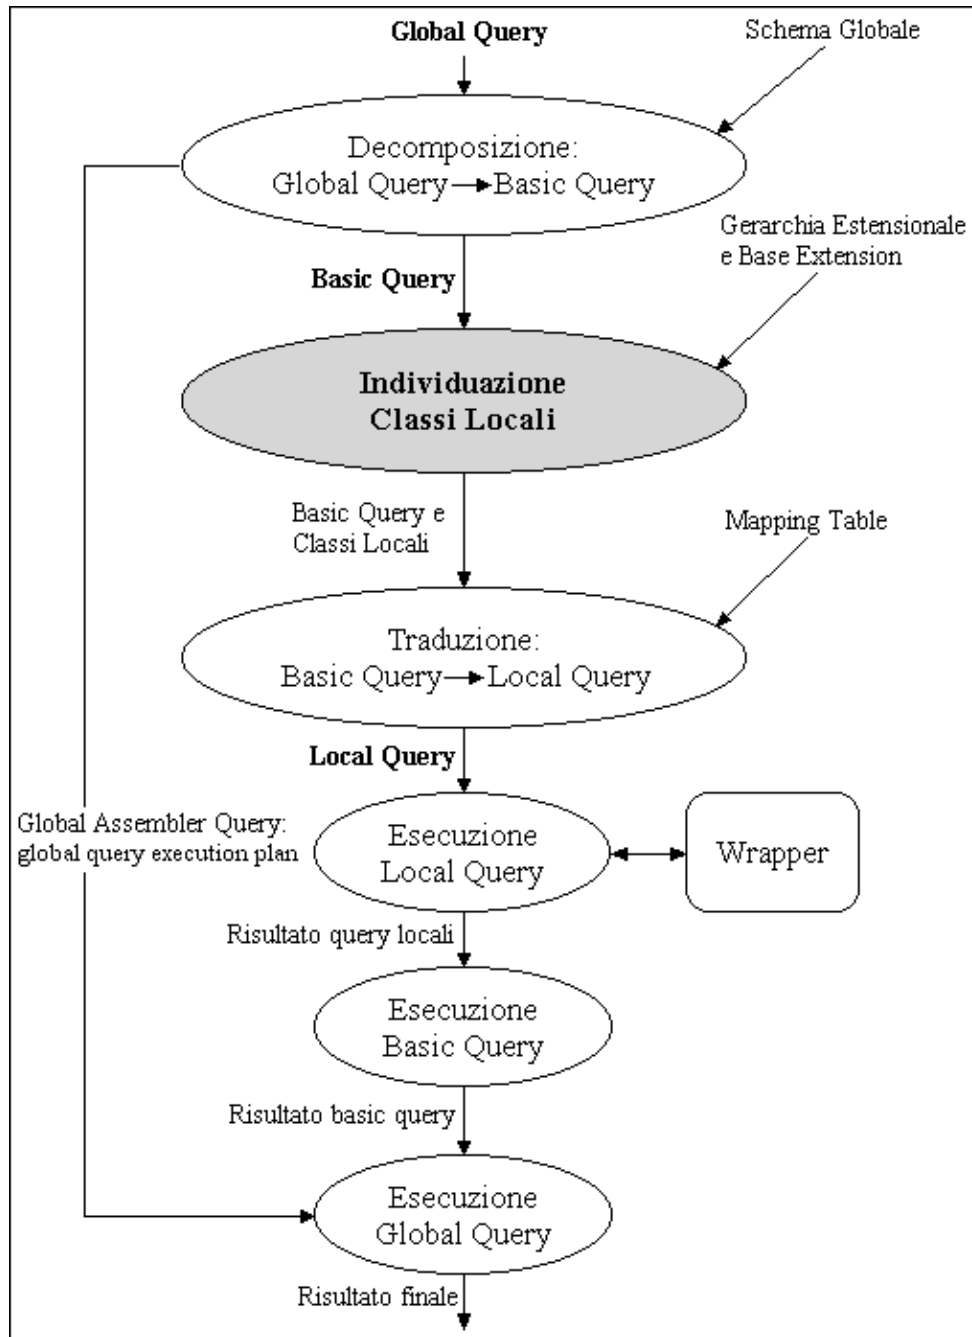 Global Query
Schema Globale
Decomposizione:
Global Query → Basic Query
Gerarchia Estensionale
e Base Extension
Basic Query
Individuazione
Classi Locali
Basic Query e
Classi Locali
Mapping Table
Traduzione:
Basic Query → Local Query
Local Query
Global Assembler Query:
global query execution plan
Esecuzione
Local Query
Wrapper
Risultato query locali
Esecuzione
Basic Query
Risultato basic query
Esecuzione
Global Query
Risultato finale